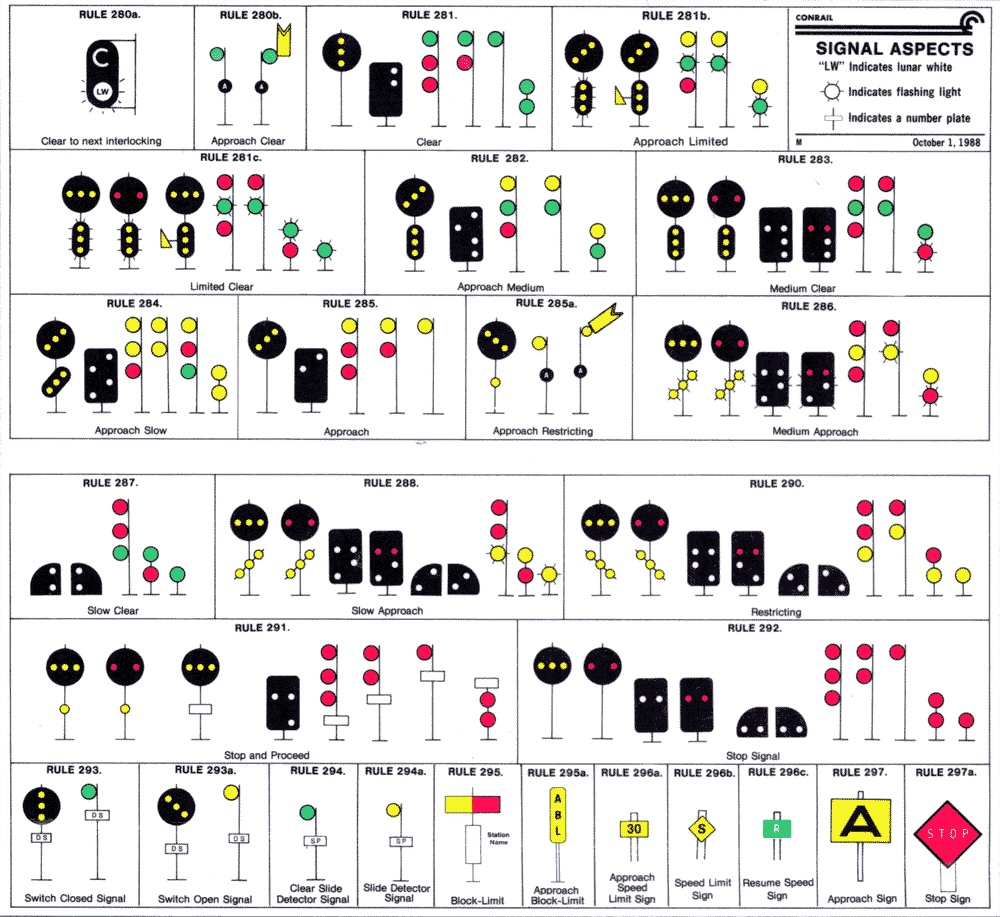 RULE 280a.
C
LW
Clear to next interlocking
RULE 280b.
A
A
Approach Clear
RULE 281.
Clear
RULE 281b.
Approach Limited
CONRAIL
SIGNAL ASPECTS
"LW" Indicates lunar white
Indicates flashing light
Indicates a number plate
M October 1, 1988
RULE 281c.
Limited Clear
RULE 282.
Approach Medium
RULE 283.
Medium Clear
RULE 284.
Approach Slow
RULE 285.
Approach
RULE 285a.
A
A
Approach Restricting
RULE 286.
Medium Approach
RULE 287.
Slow Clear
RULE 288.
Slow Approach
RULE 290.
Restricting
RULE 291.
Stop and Proceed
RULE 292.
Stop Signal
RULE 293.
DS
DS
Switch Closed Signal
RULE 293a.
DS
DS
Switch Open Signal
RULE 294.
SP
Clear Slide
Detector Signal
RULE 294a.
SP
Slide Detector
Signal
RULE 295.
Station
Name
Block-Limit
RULE 295a.
A
B
L
Approach
Block-Limit
RULE 296a.
30
Approach
Speed
Limit Sign
RULE 296b.
S
Speed Limit
Sign
RULE 296c.
R
Resume Speed
Sign
RULE 297.
A
Approach Sign
RULE 297a.
STOP
Stop Sign